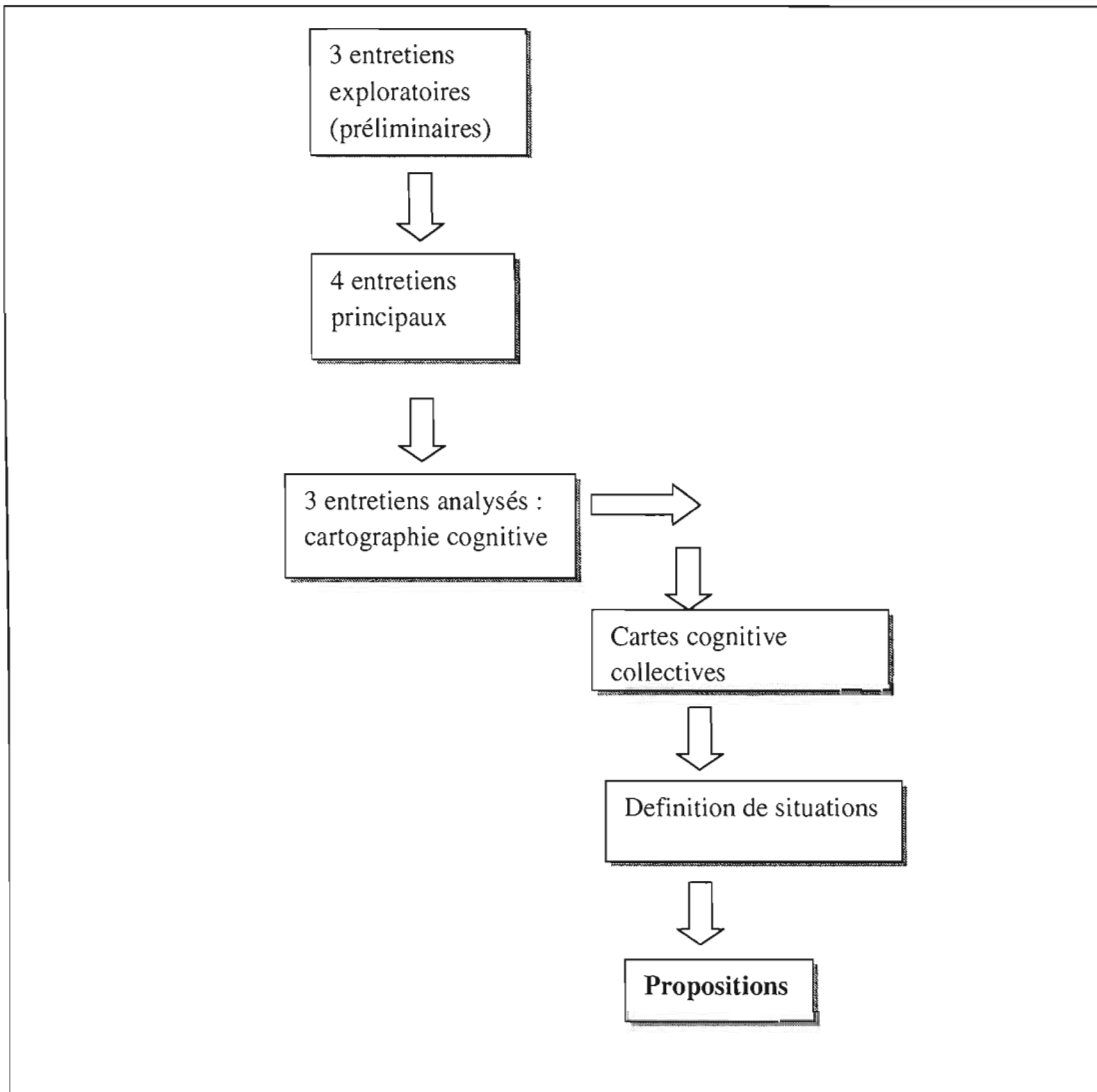 3 entretiens
exploratoires
(préliminaires)
4 entretiens
principaux
3 entretiens analysés :
cartographie cognitive
Cartes cognitive
collectives
Definition de situations
Propositions